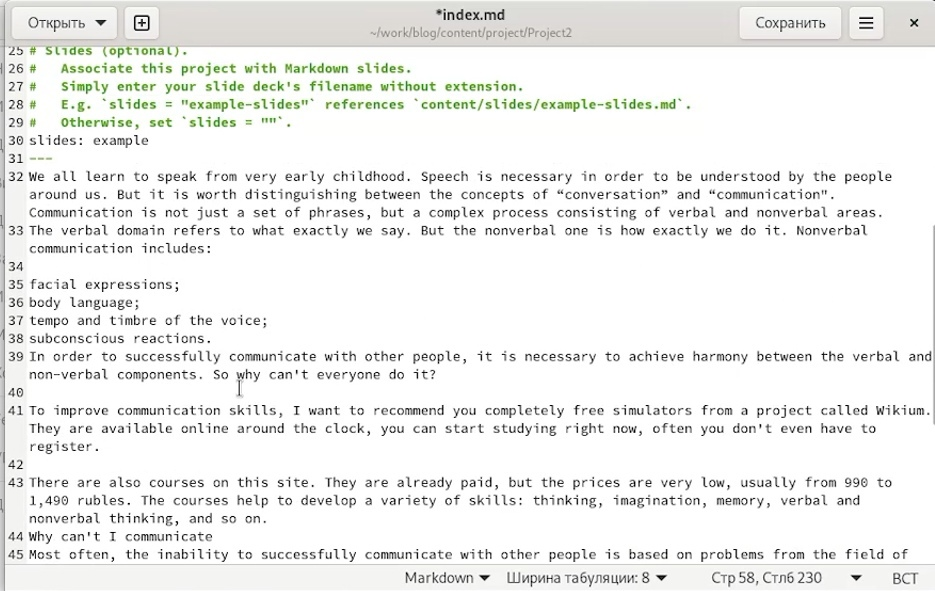 Открыть
*index.md
~/work/blog/content/project/Project2
Сохранить
25 # Slides (optional).
26 #   Associate this project with Markdown slides.
27 #   Simply enter your slide deck's filename without extension.
28 #   E.g. `slides = "example-slides"` references `content/slides/example-slides.md`.
29 #   Otherwise, set `slides = ""`.
30 slides: example
31 ---
32 We all learn to speak from very early childhood. Speech is necessary in order to be understood by the people
around us. But it is worth distinguishing between the concepts of “conversation” and “communication".
Communication is not just a set of phrases, but a complex process consisting of verbal and nonverbal areas.
33 The verbal domain refers to what exactly we say. But the nonverbal one is how exactly we do it. Nonverbal
communication includes:
34
35 facial expressions;
36 body language;
37 tempo and timbre of the voice;
38 subconscious reactions.
39 In order to successfully communicate with other people, it is necessary to achieve harmony between the verbal and
non-verbal components. So why can't everyone do it?
40
41 To improve communication skills, I want to recommend you completely free simulators from a project called Wikium.
They are available online around the clock, you can start studying right now, often you don't even have to
register.
42
43 There are also courses on this site. They are already paid, but the prices are very low, usually from 990 to
1,490 rubles. The courses help to develop a variety of skills: thinking, imagination, memory, verbal and
nonverbal thinking, and so on.
44 Why can't I communicate
45 Most often, the inability to successfully communicate with other people is based on problems from the field of
Markdown
Ширина табуляции: 8
Стр 58, Стлб 230
ВСТ